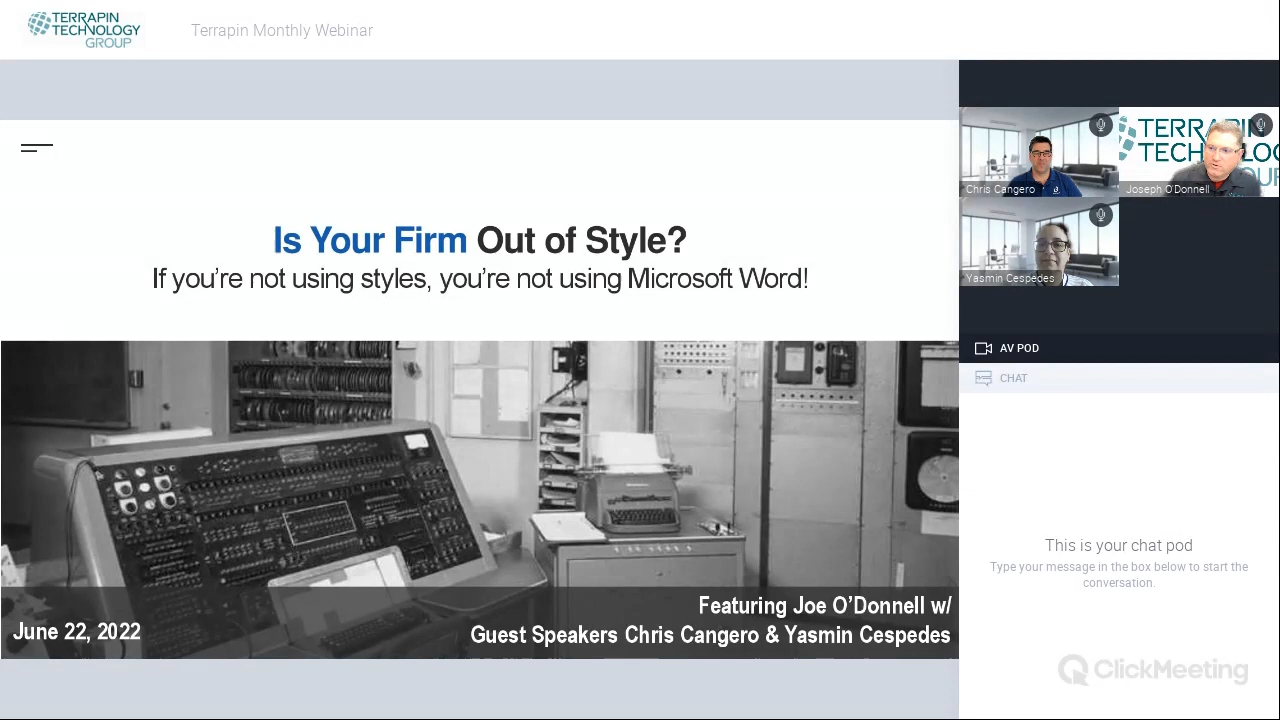 TERRAPIN
TECHNOLOGY
GROUP
Terrapin Monthly Webinar
Is Your Firm Out of Style?
If you're not using styles, you're not using Microsoft Word!
Featuring Joe O'Donnell w/
June 22, 2022
Guest Speakers Chris Cangero & Yasmin Cespedes
Chris Cangero
Joseph O'Donnell
Yasmin Cespedes
AV POD
CHAT
This is your chat pod
Type your message in the box below to start the
conversation.
ClickMeeting